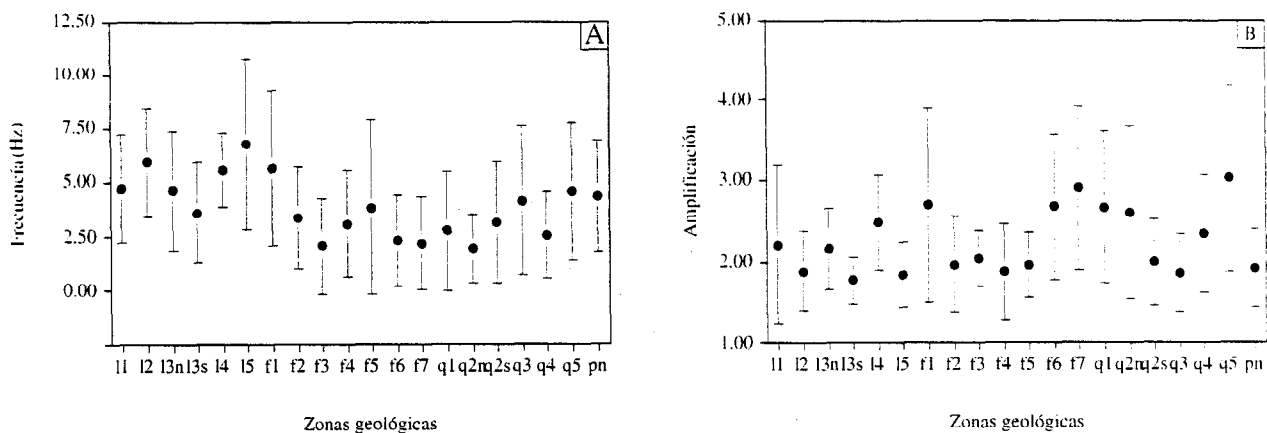 A
Frecuencía (Hz)
12.50
10.00
7.50
5.00
2.50
0.00
l1 l2 l3n l3s l4 l5 f1 f2 f3 f4 f5 f6 f7 q1 q2n q2s q3 q4 q5 pn
Zonas geológicas
B
Amplificación
5.00
4.00
3.00
2.00
1.00
l1 l2 l3n l3s l4 l5 f1 f2 f3 f4 f5 f6 f7 q1 q2n q2s q3 q4 q5 pn
Zonas geológicas